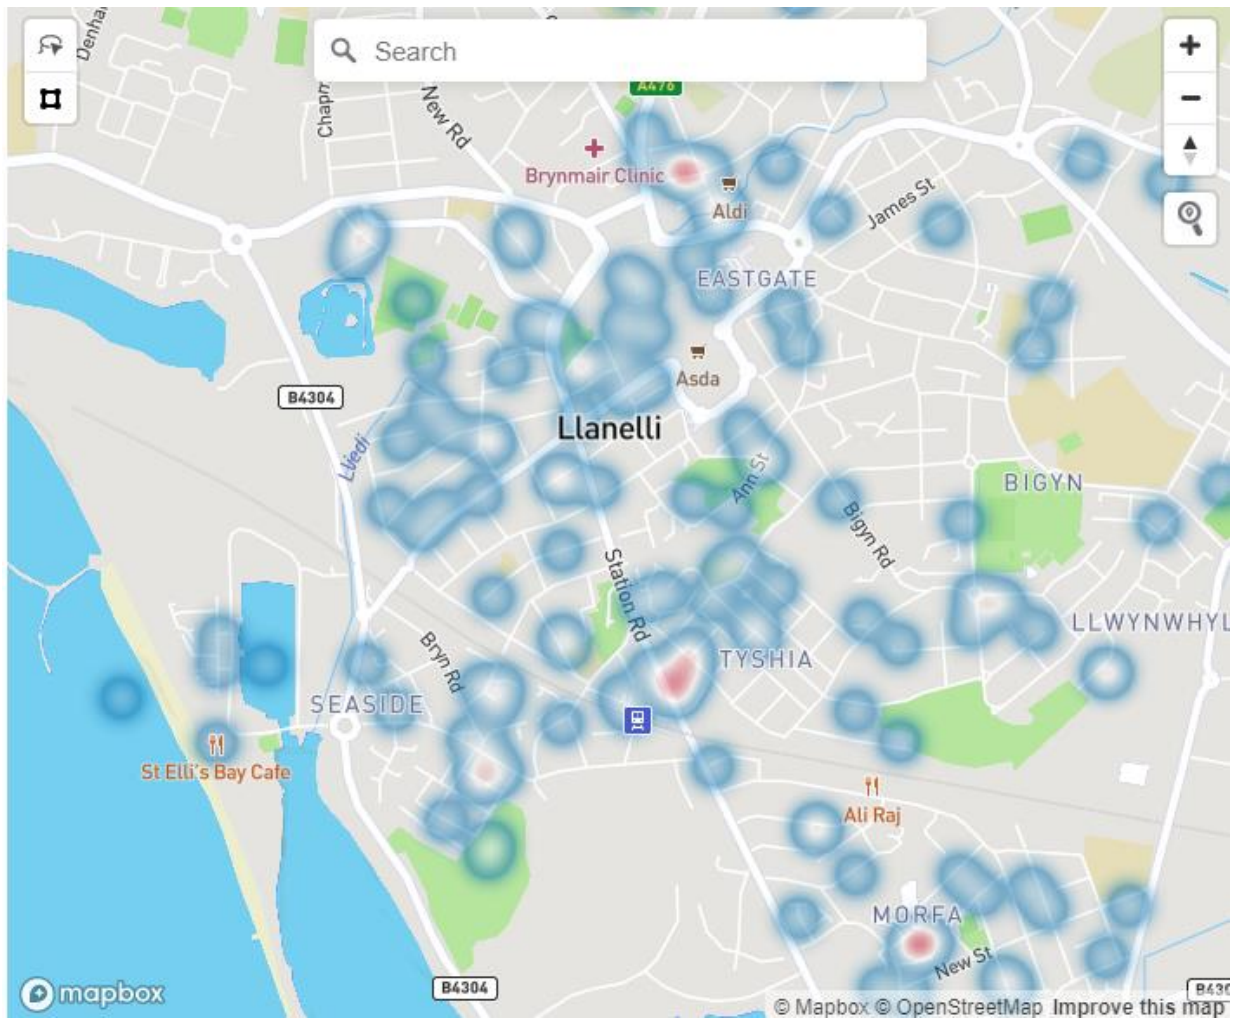 Denha
Search
Chapm
New Rd
A476
Brynmair Clinic
Aldi
James St
EASTGATE
Asda
B4304
Llanelli
Lliedi
Ann St
BIGYN
Bigyn Rd
Station Rd
LLWYNWHYL
Bryn Rd
TYSHIA
SEASIDE
St Elli's Bay Cafe
Ali Raj
MORFA
New St
B4304
B430
mapbox
© Mapbox © OpenStreetMap Improve this map